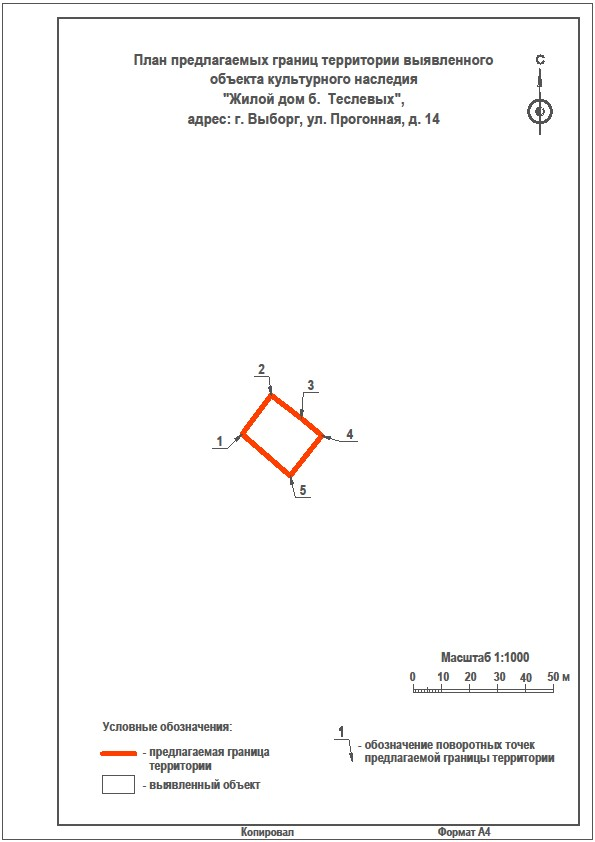 План предлагаемых границ территории выявленного
объекта культурного наследия
"Жилой дом б. Теслевых",
адрес: г. Выборг, ул. Прогонная, д. 14
С
2
3
1
4
5
Масштаб 1:1000
0 10 20 30 40 50 м
Условные обозначения:
- предлагаемая граница
территории
- выявленный объект
1
- обозначение поворотных точек
предлагаемой границы территории
Копировал Формат А4